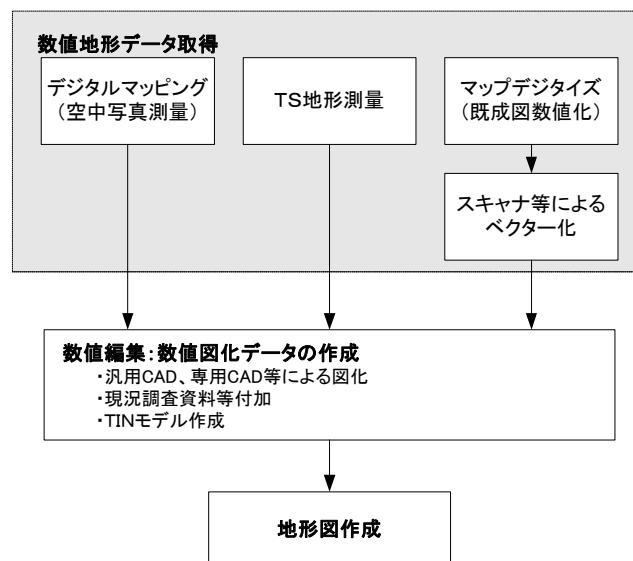 数値地形データ取得
デジタルマッピング
（空中写真測量）
TS地形測量
マップデジタイズ
（既成図数値化）
スキャナ等による
ベクター化
数値編集：数値図化データの作成
・汎用CAD、専用CAD等による図化
・現況調査資料等付加
・TINモデル作成
地形図作成